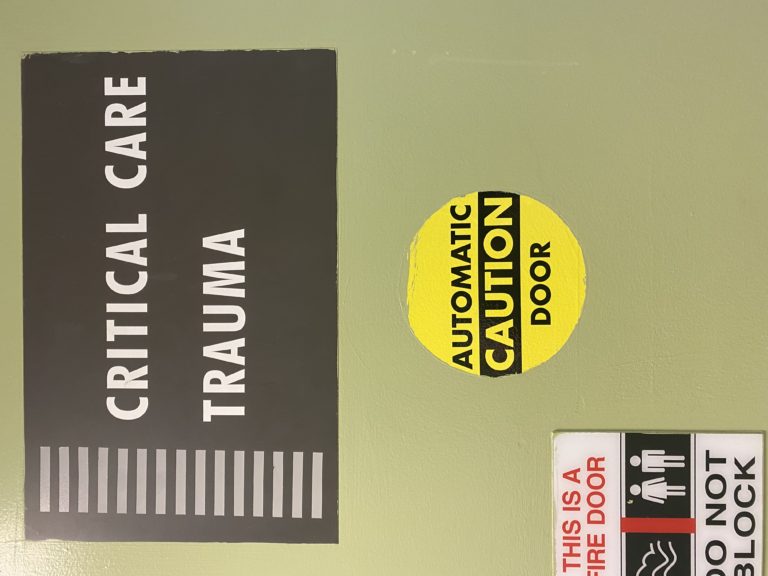 CRITICAL CARE
TRAUMA
AUTOMATIC
CAUTION
DOOR
THIS IS A
FIRE DOOR
DO NOT
BLOCK